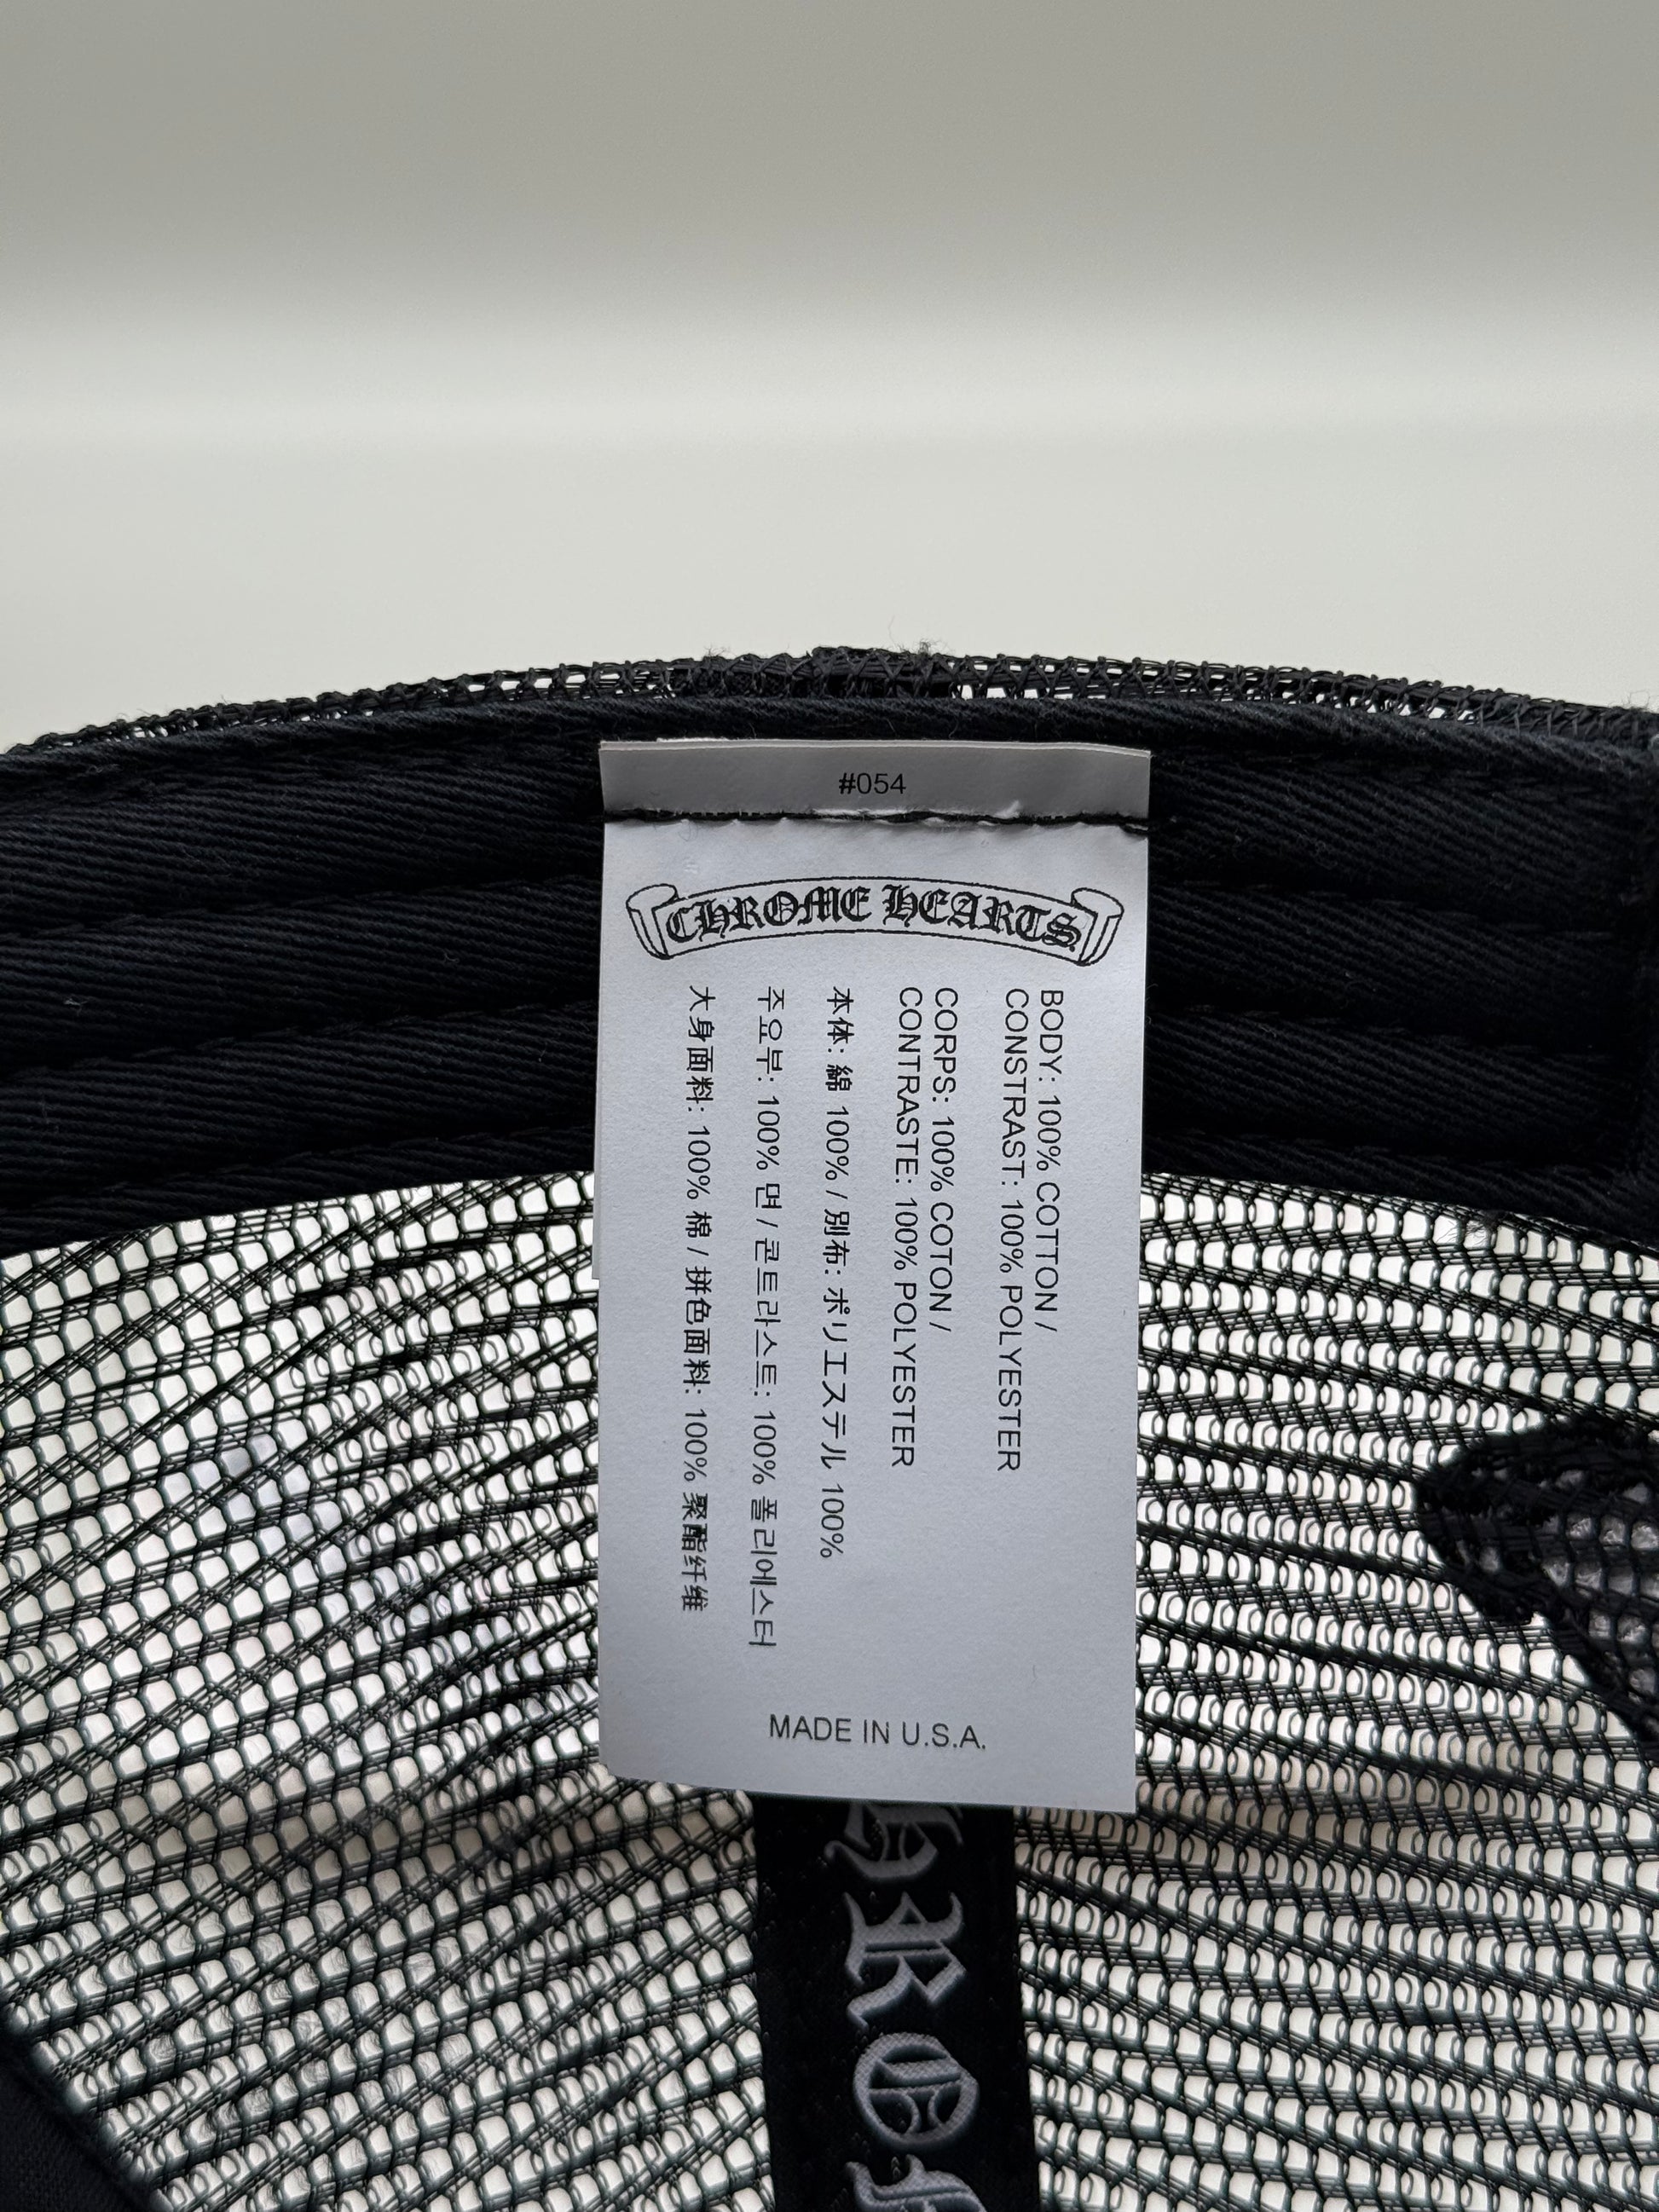 #054
CHROME HEARTS
BODY: 100% COTTON /
CONSTRAST: 100% POLYESTER
CORPS: 100% COTON /
CONTRASTE: 100% POLYESTER
本体: 綿 100% / 別布: ポリエステル 100%
주요부: 100% 면 / 콘트라스트: 100% 폴리에스터
大身面料: 100% 棉 / 拼色面料: 100% 聚酯纤维
MADE IN U.S.A.
HRO